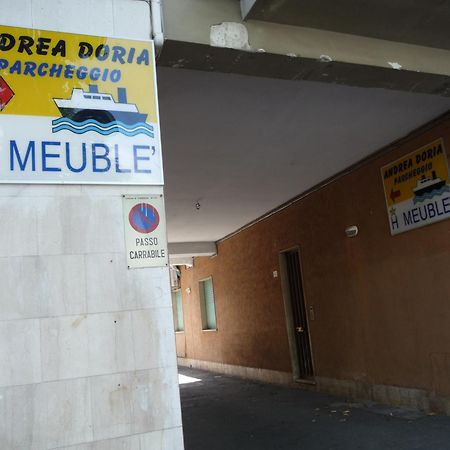 NDREA DORIA
PARCHEGGIO
MEUBLE'
PASSO
CARRABILE
ANDREA DORIA
PARCHEGGIO
H MEUBLE'